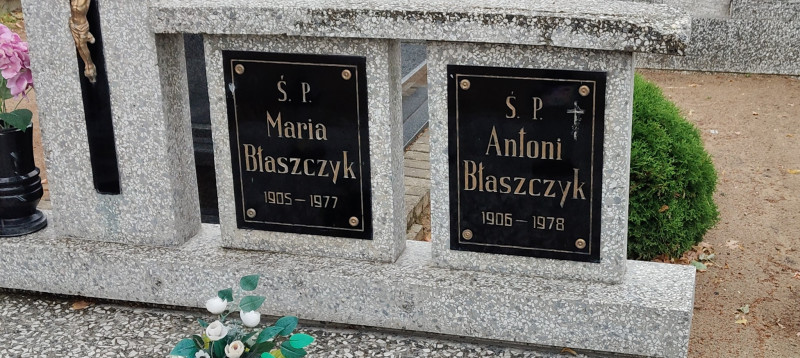 Ś. P.
Maria
Błaszczyk
1905 – 1977
Ś. P.
Antoni
Błaszczyk
1906 – 1978